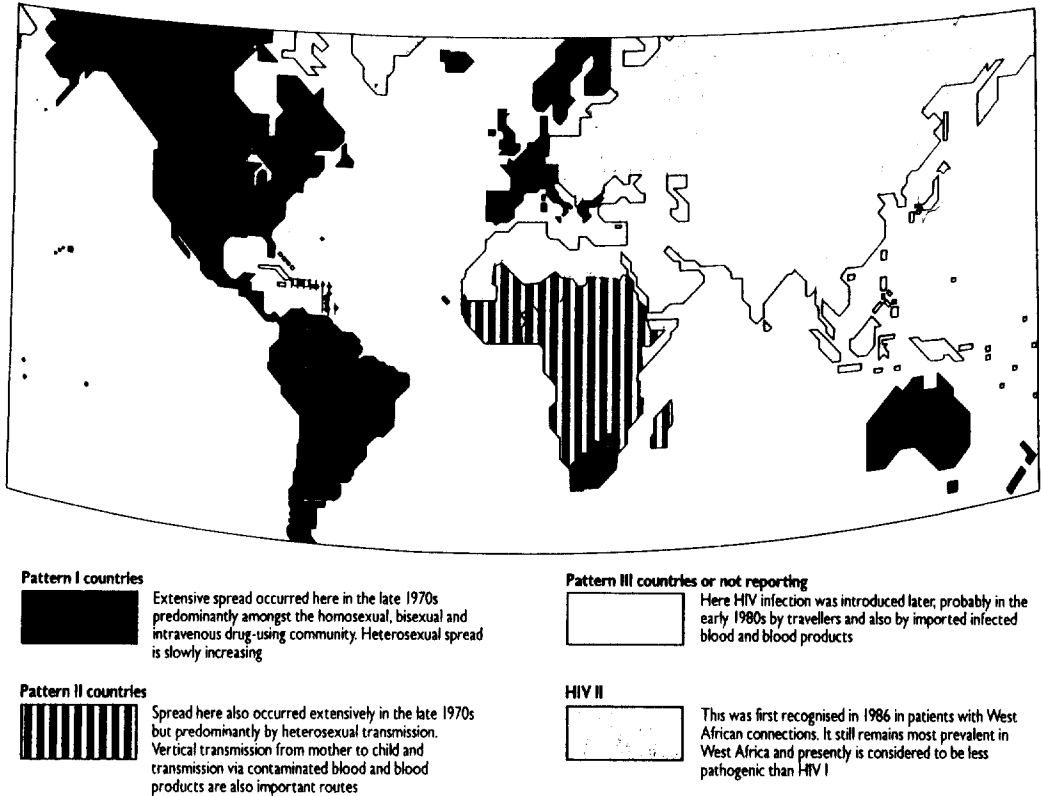 Pattern I countries
Extensive spread occurred here in the late 1970s
predominantly amongst the homosexual, bisexual and
intravenous drug-using community. Heterosexual spread
is slowly increasing
Pattern II countries
Spread here also occurred extensively in the late 1970s
but predominantly by heterosexual transmission.
Vertical transmission from mother to child and
transmission via contaminated blood and blood
products are also important routes
Pattern III countries or not reporting
Here HIV infection was introduced later, probably in the
early 1980s by travellers and also by imported infected
blood and blood products
HIV II
This was first recognised in 1986 in patients with West
African connections. It still remains most prevalent in
West Africa and presently is considered to be less
pathogenic than HIV I